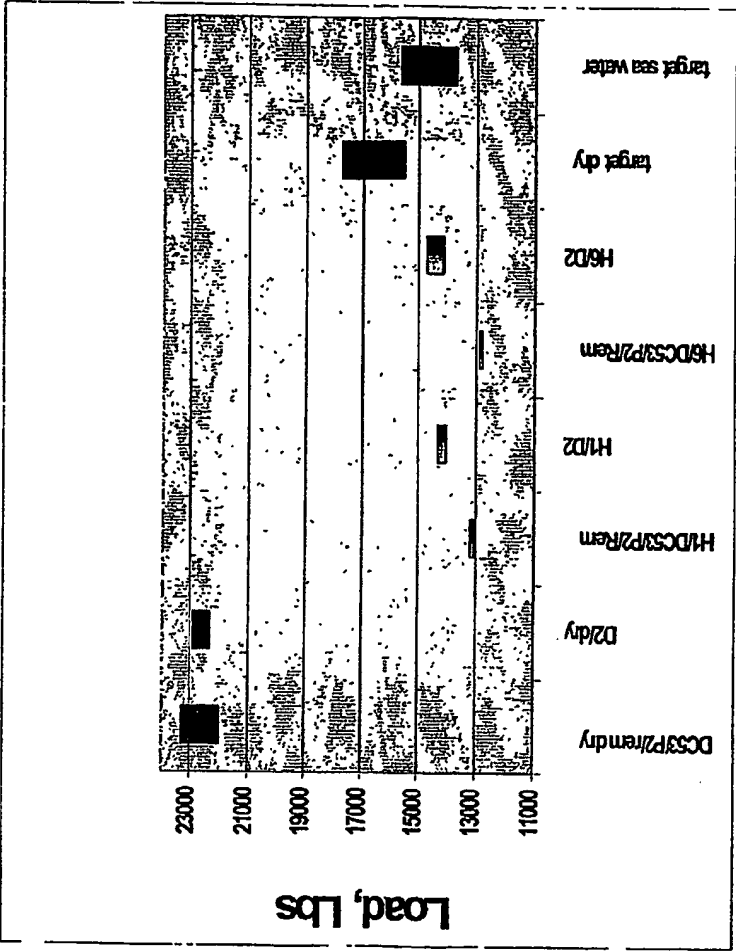 Load, Lbs
23000
21000
19000
17000
15000
13000
11000
DC53/P2/rem dry
D2/dry
H1/DC53/P2/Rem
H1/D2
H6/DC53/P2/Rem
H6/D2
target dry
target sea water